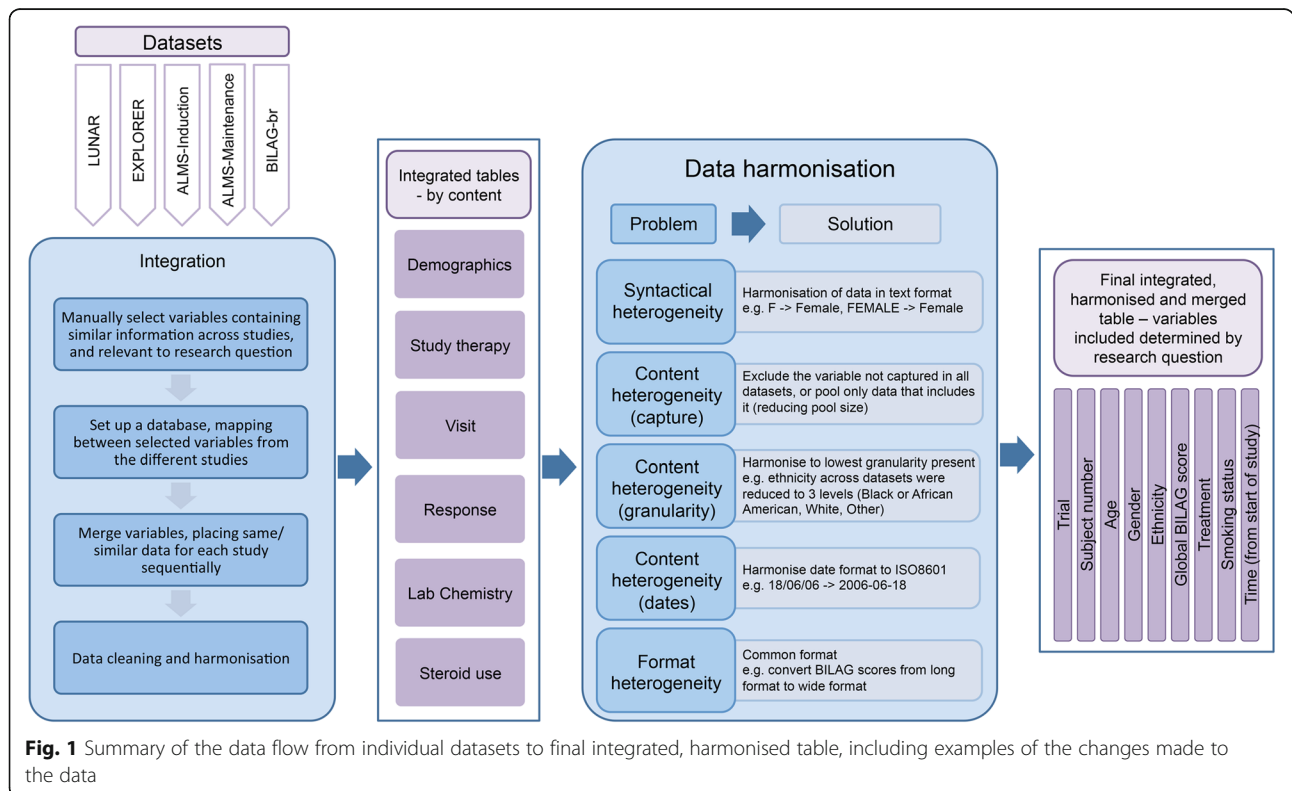 Datasets
LUNAR
EXPLORER
ALMS-Induction
ALMS-Maintenance
BILAG-br
Integration
Manually select variables containing
similar information across studies,
and relevant to research question
Set up a database, mapping
between selected variables from
the different studies
Merge variables, placing same/
similar data for each study
sequentially
Data cleaning and harmonisation
Integrated tables
- by content
Demographics
Study therapy
Visit
Response
Lab Chemistry
Steroid use
Data harmonisation
Problem
Solution
Syntactical
heterogeneity
Harmonisation of data in text format
e.g. F -> Female, FEMALE -> Female
Content
heterogeneity
(capture)
Exclude the variable not captured in all
datasets, or pool only data that includes
it (reducing pool size)
Content
heterogeneity
(granularity)
Harmonise to lowest granularity present
e.g. ethnicity across datasets were
reduced to 3 levels (Black or African
American, White, Other)
Content
heterogeneity
(dates)
Harmonise date format to ISO8601
e.g. 18/06/06 -> 2006-06-18
Format
heterogeneity
Common format
e.g. convert BILAG scores from long
format to wide format
Final integrated,
harmonised and merged
table – variables
included determined by
research question
Trial
Subject number
Age
Gender
Ethnicity
Global BILAG score
Treatment
Smoking status
Time (from start of study)
Fig. 1 Summary of the data flow from individual datasets to final integrated, harmonised table, including examples of the changes made to
the data